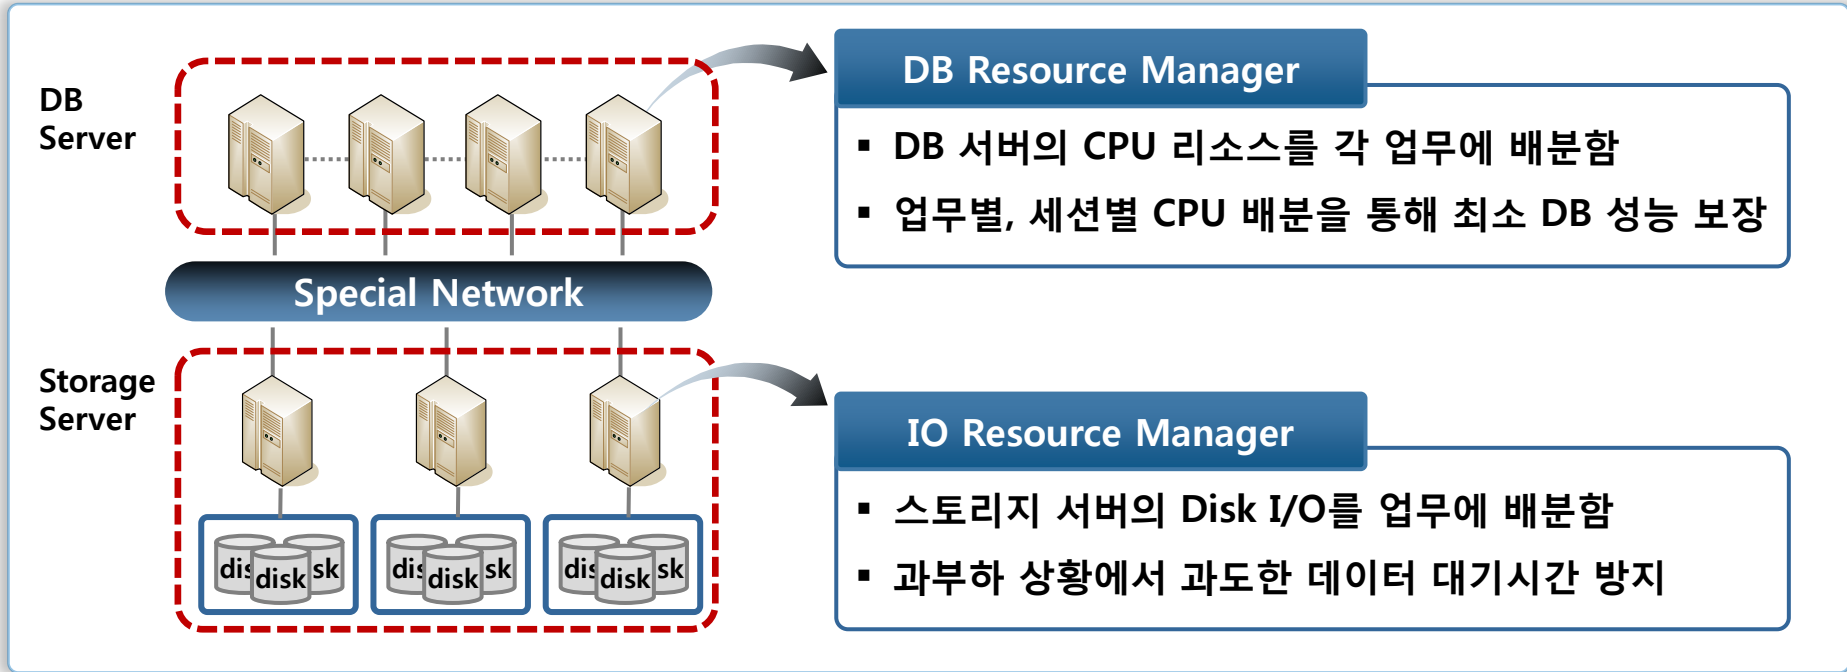 DB
Server
DB Resource Manager
▪ DB 서버의 CPU 리소스를 각 업무에 배분함
▪ 업무별, 세션별 CPU 배분을 통해 최소 DB 성능 보장
Special Network
Storage
Server
IO Resource Manager
▪ 스토리지 서버의 Disk I/O를 업무에 배분함
▪ 과부하 상황에서 과도한 데이터 대기시간 방지
dis disk sk
dis disk sk
dis disk sk